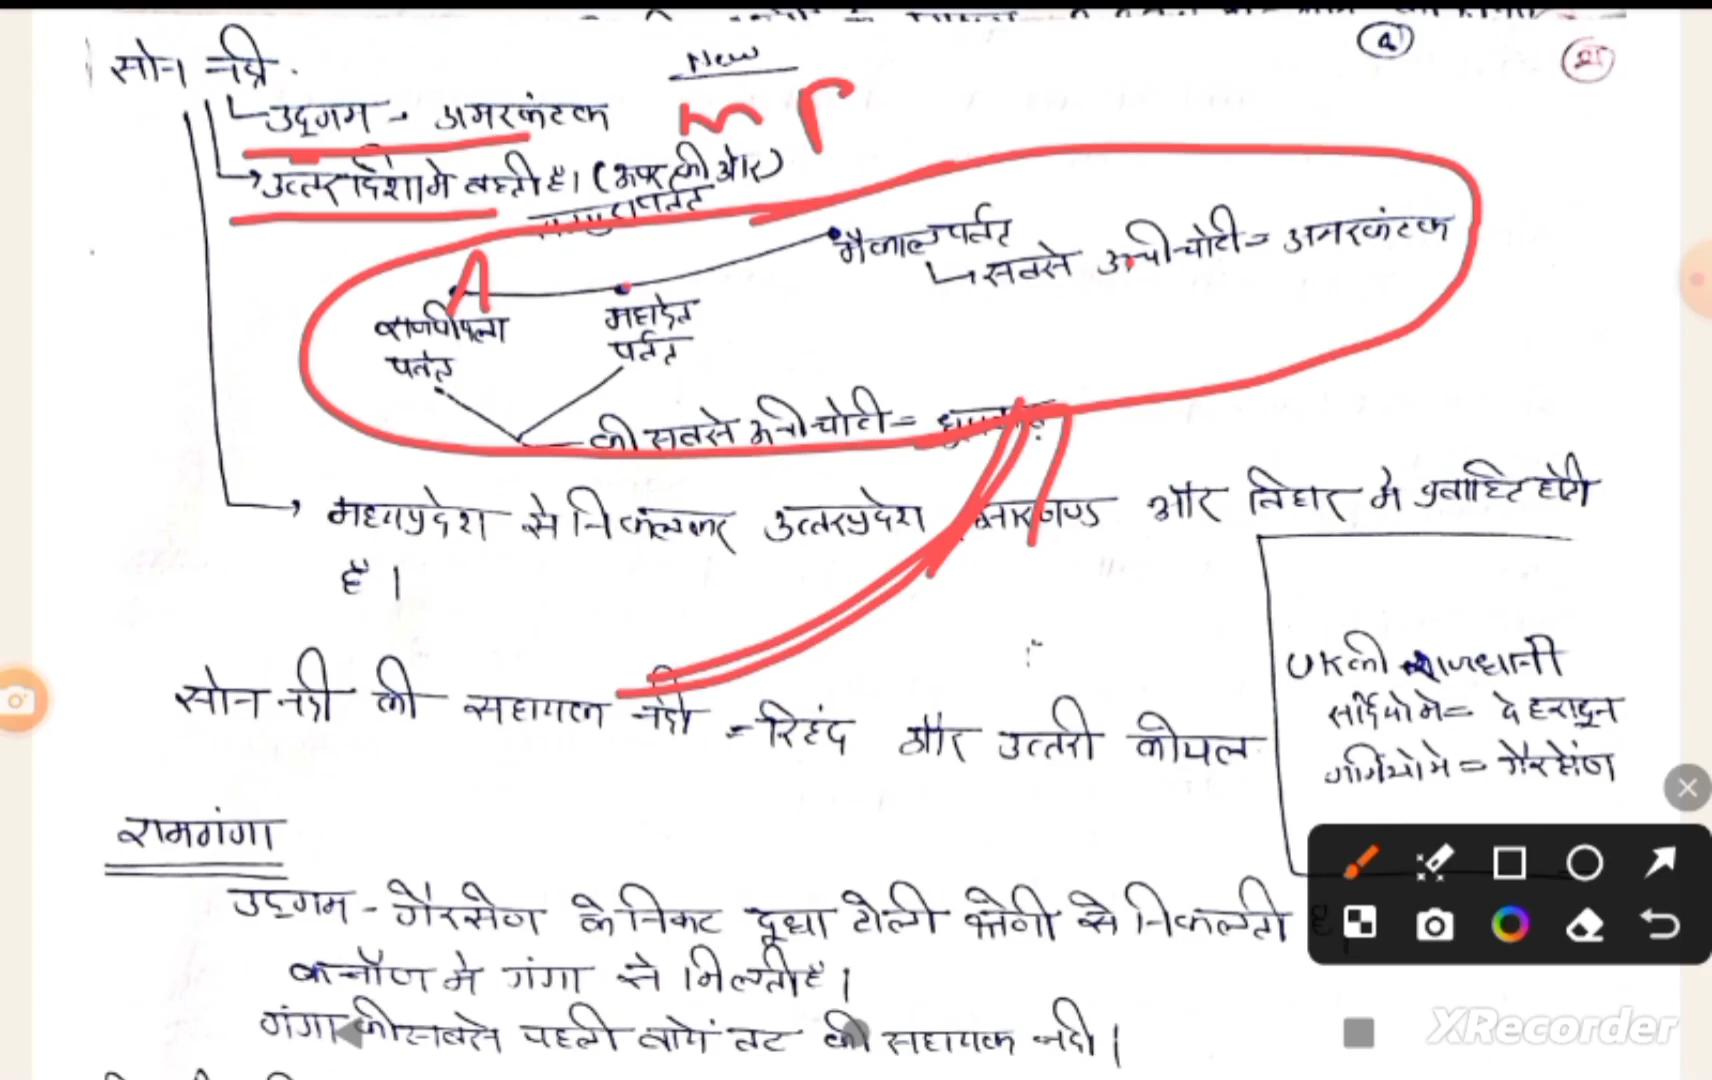 New
सोन नदी
उद्गम - अमरकंटक
mp
उत्तर दिशा मे बहती है। (ऊपर की ओर)
मैकाल पर्वत
सबसे ऊची चोटी = अमरकंटक
महादेव
पर्वत
पर्वत
की सबसे ऊची चोटी =
मध्यप्रदेश से निकलकर उत्तरप्रदेश झारखण्ड और बिहार मे प्रवाहित होती
है।
सोन नदी की सहायक नदी = रिहंद और उत्तरी कोयल
UK की राजधानी
सर्दियो मे = देहरादून
गर्मियो मे = गैरसेंण
रामगंगा
उद्गम - गैरसेण के निकट दूधा टोली श्रेणी से निकलती है
कन्नौज मे गंगा से मिलती है।
गंगा की सबसे पहली बायें तट की सहायक नदी।
XRecorder